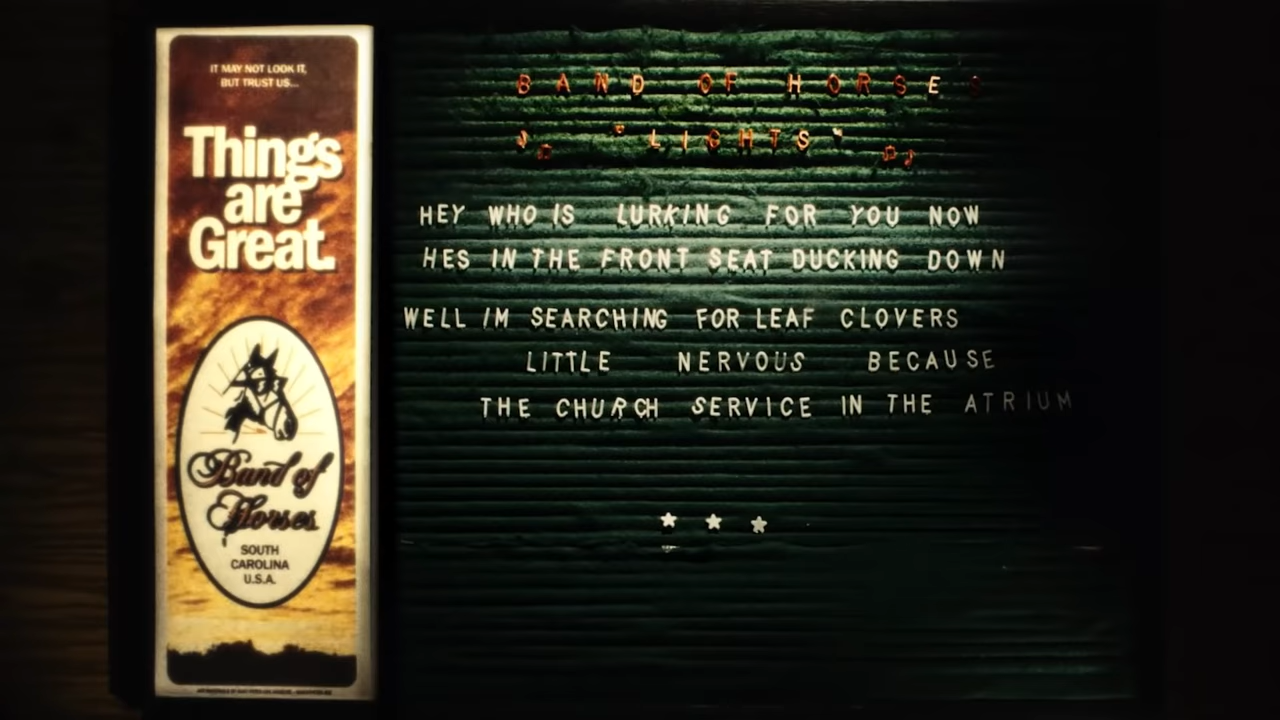 IT MAY NOT LOOK IT,
BUT TRUST US...
Things
are
Great.
Band of
Horses
SOUTH
CAROLINA
U.S.A.
BAND OF HORSES
"LIGHTS"
HEY WHO IS LURKING FOR YOU NOW
HES IN THE FRONT SEAT DUCKING DOWN
WELL IM SEARCHING FOR LEAF CLOVERS
LITTLE NERVOUS BECAUSE
THE CHURCH SERVICE IN THE ATRIUM